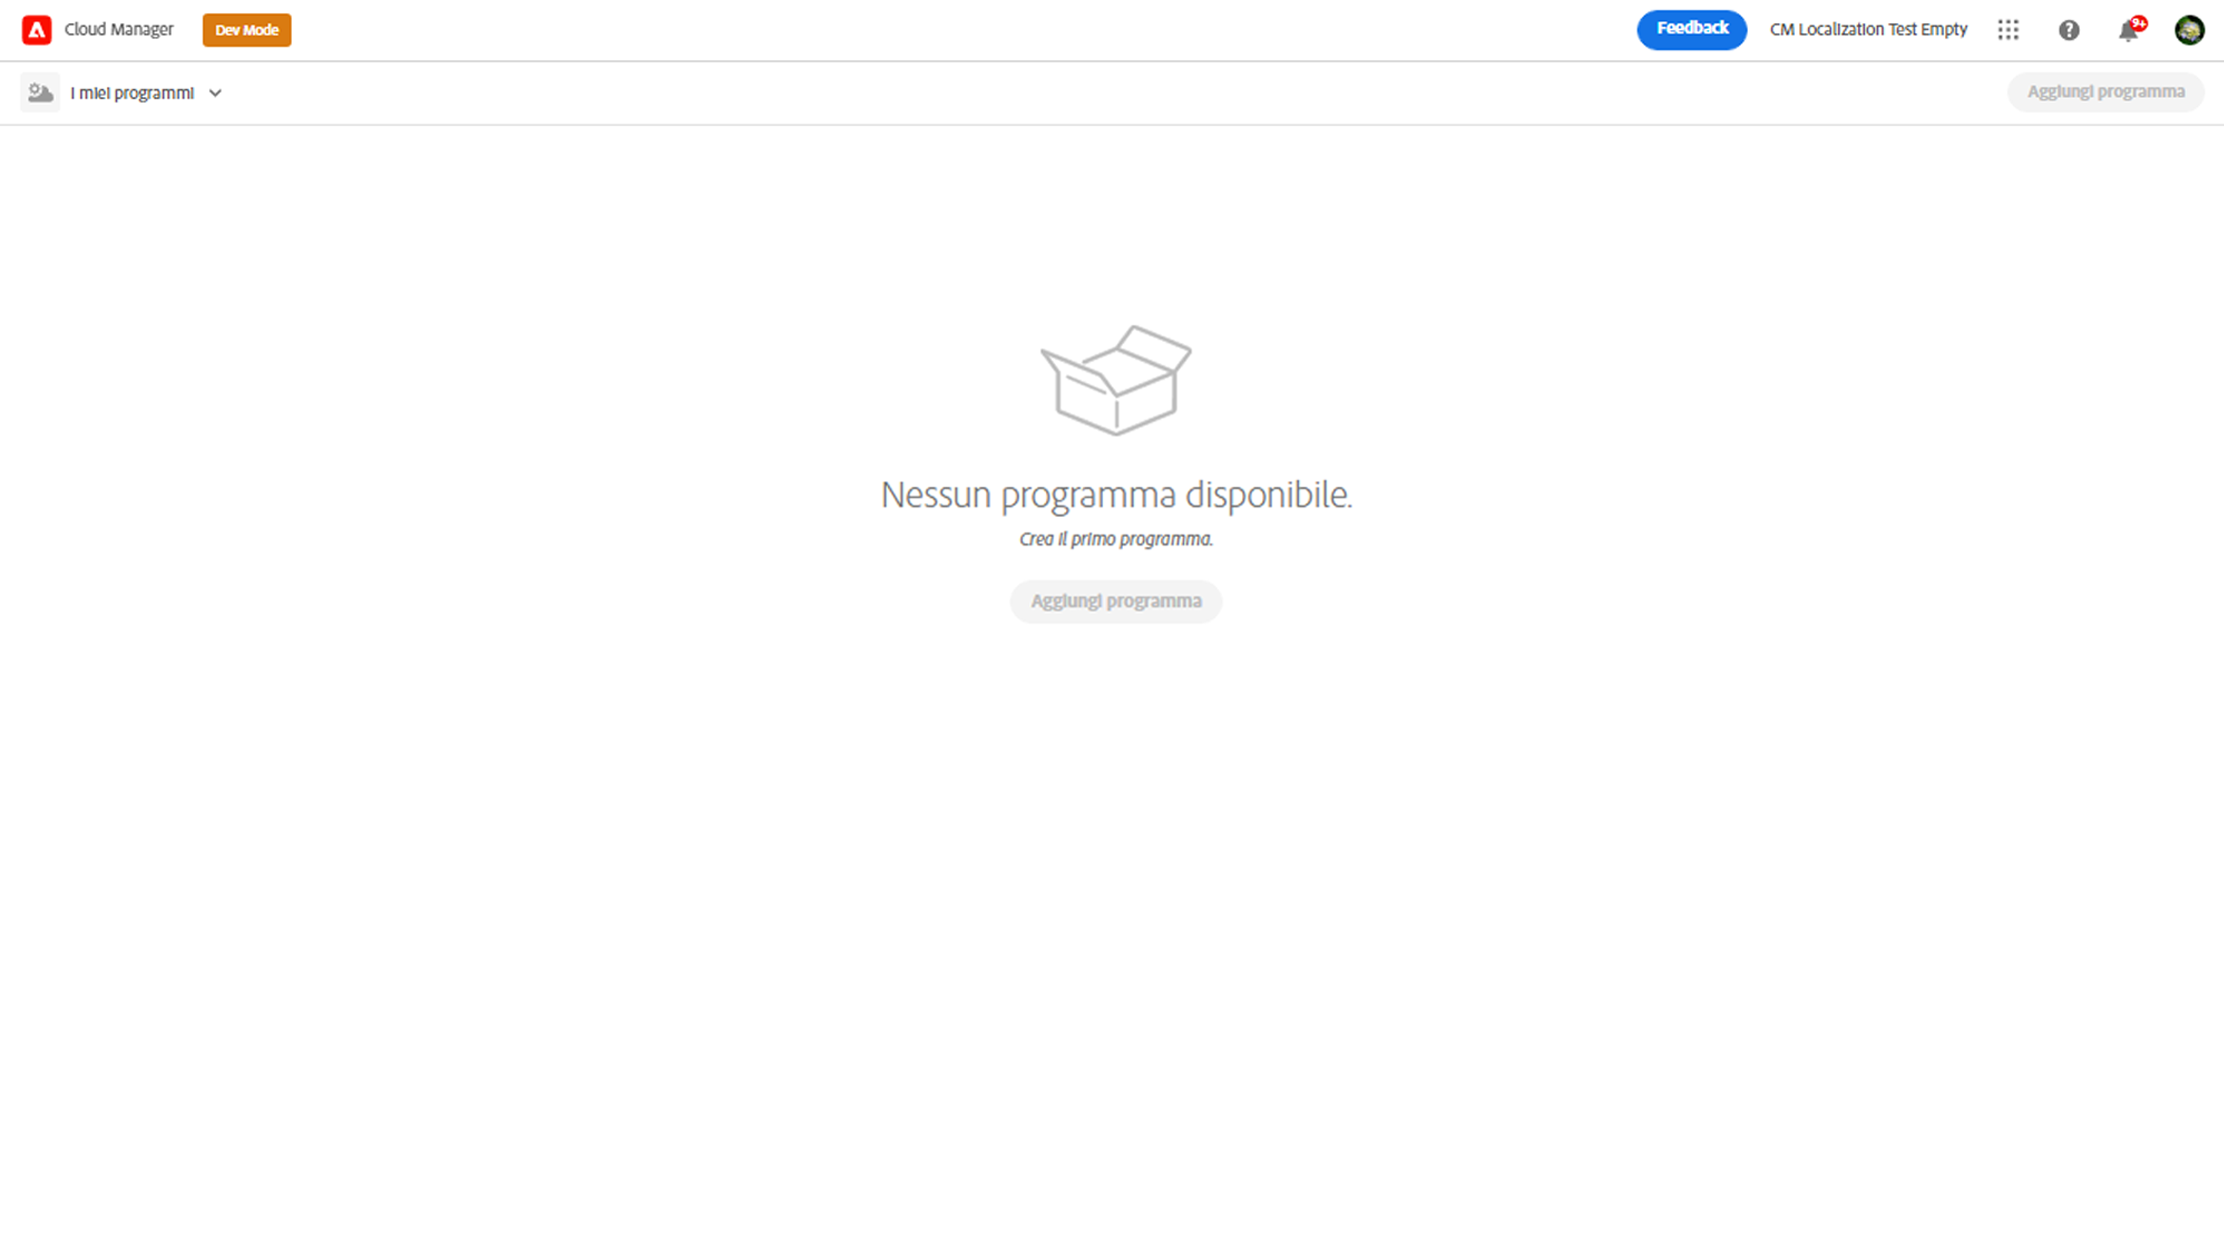 Cloud Manager
Dev Mode
Feedback
CM Localization Test Empty
9+
I miei programmi
Aggiungi programma
Nessun programma disponibile.
Crea il primo programma.
Aggiungi programma